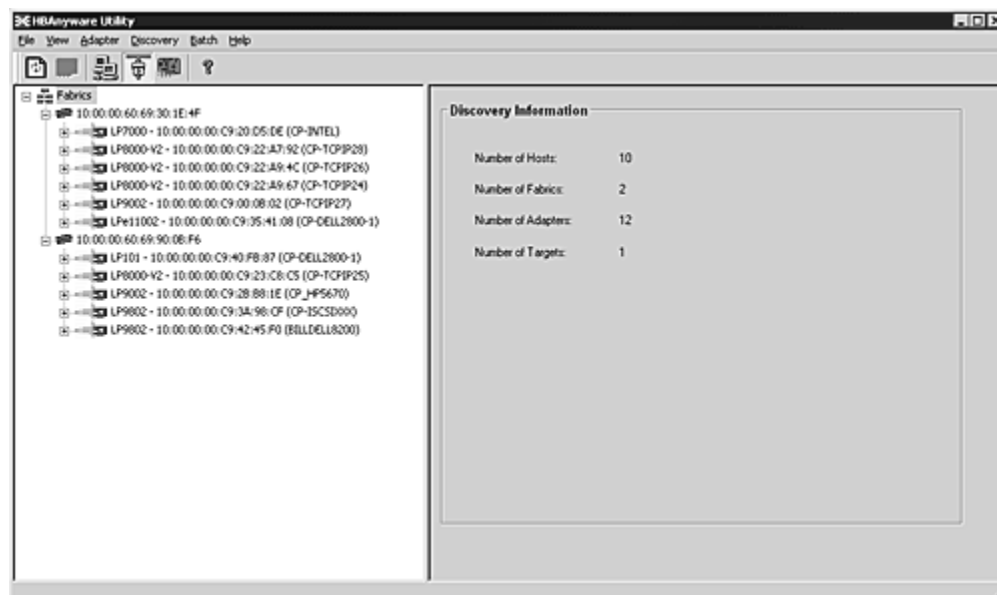 HBAnyware Utility
File View Adapter Discovery Batch Help
?
Fabrics
10:00:00:60:69:30:1E:4F
LP7000 - 10:00:00:00:C9:20:D5:DE (CP-INTEL)
LP8000-V2 - 10:00:00:00:C9:22:A7:92 (CP-TCPIP28)
LP8000-V2 - 10:00:00:00:C9:22:A9:4C (CP-TCPIP26)
LP8000-V2 - 10:00:00:00:C9:22:A9:67 (CP-TCPIP24)
LP9002 - 10:00:00:00:C9:00:08:02 (CP-TCPIP27)
LPe11002 - 10:00:00:00:C9:35:41:08 (CP-DELL2800-1)
10:00:00:60:69:90:0B:F6
LP101 - 10:00:00:00:C9:40:FB:87 (CP-DELL2800-1)
LP8000-V2 - 10:00:00:00:C9:23:C8:C5 (CP-TCPIP25)
LP9002 - 10:00:00:00:C9:28:B8:1E (CP_HP5670)
LP9802 - 10:00:00:00:C9:3A:98:CF
LP9802 - 10:00:00:00:C9:42:45:F0 (BILLDELL8200)
Discovery Information
Number of Hosts: 10
Number of Fabrics: 2
Number of Adapters: 12
Number of Targets: 1